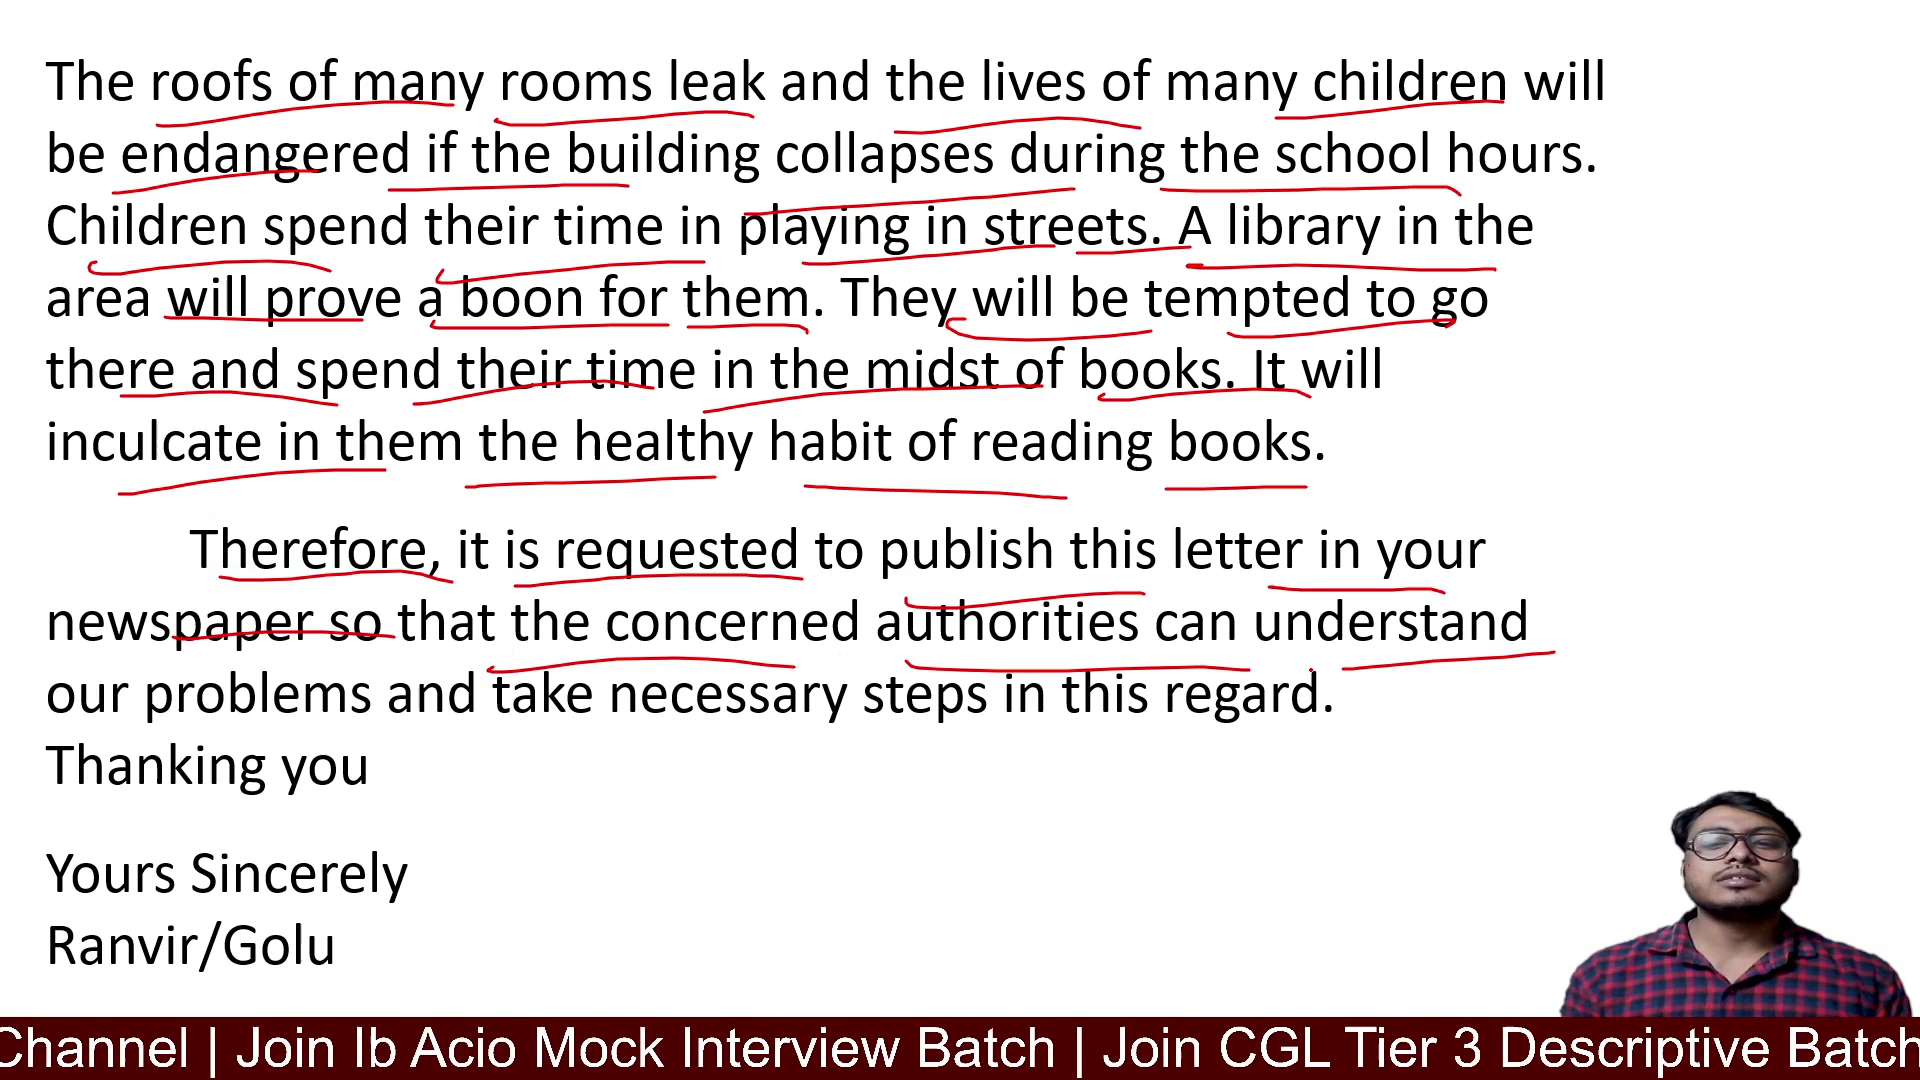 The roofs of many rooms leak and the lives of many children will
be endangered if the building collapses during the school hours.
Children spend their time in playing in streets. A library in the
area will prove a boon for them. They will be tempted to go
there and spend their time in the midst of books. It will
inculcate in them the healthy habit of reading books.
Therefore, it is requested to publish this letter in your
newspaper so that the concerned authorities can understand
our problems and take necessary steps in this regard.
Thanking you
Yours Sincerely
Ranvir/Golu
Channel | Join Ib Acio Mock Interview Batch | Join CGL Tier 3 Descriptive Batch